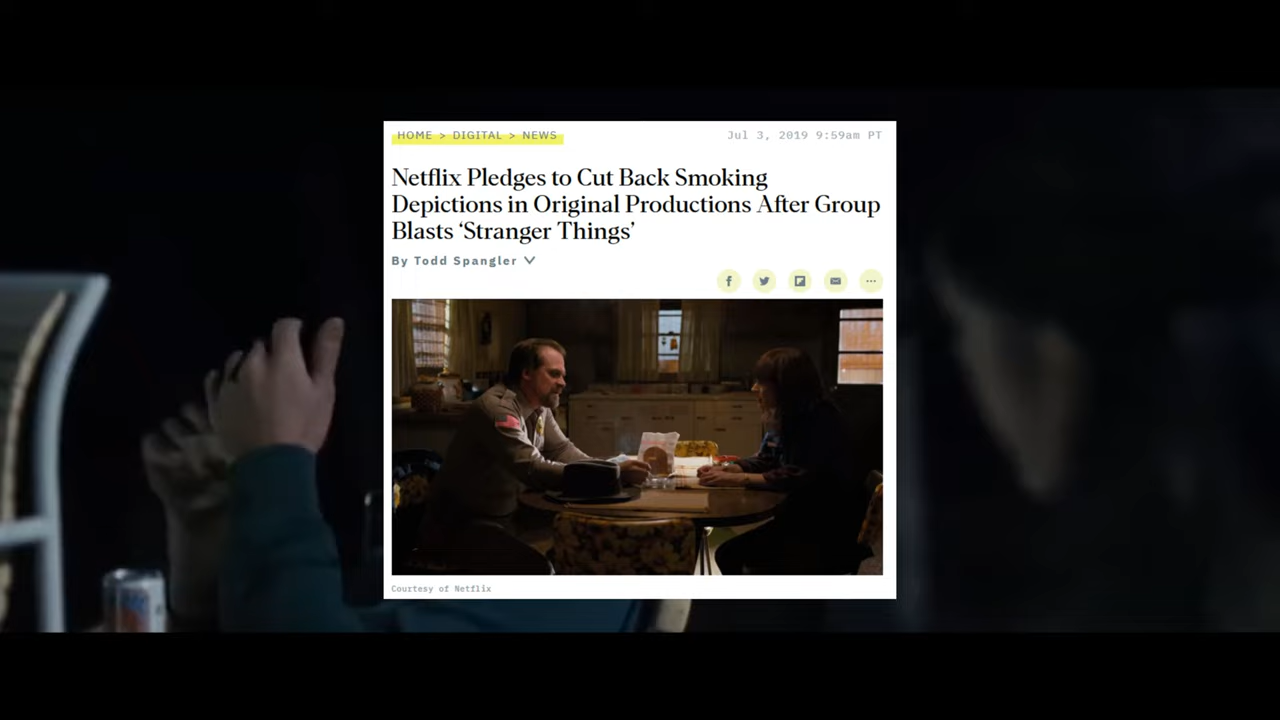 HOME > DIGITAL > NEWS
Jul 3, 2019 9:59am PT
Netflix Pledges to Cut Back Smoking
Depictions in Original Productions After Group
Blasts ‘Stranger Things’
By Todd Spangler
Courtesy of Netflix